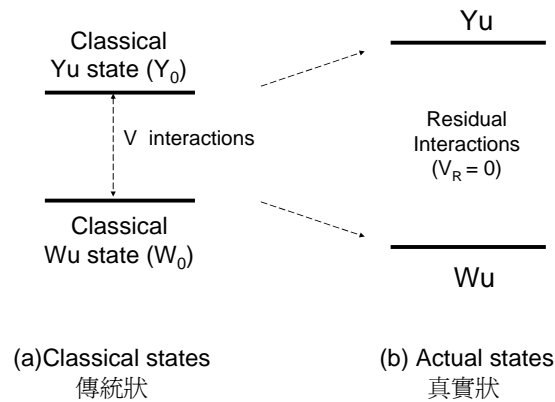 Classical
Yu state (Y₀)
V interactions
Classical
Wu state (W₀)
(a)Classical states
傳統狀
Yu
Residual
Interactions
(V_R = 0)
Wu
(b) Actual states
真實狀